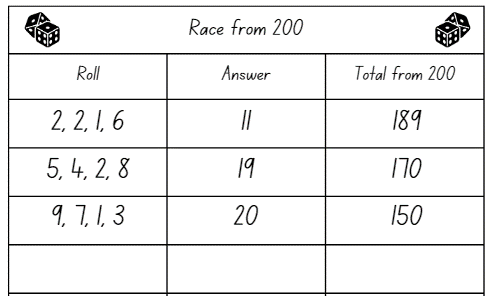 Race from 200
Roll Answer Total from 200
2, 2, 1, 6 11 189
5, 4, 2, 8 19 170
9, 7, 1, 3 20 150